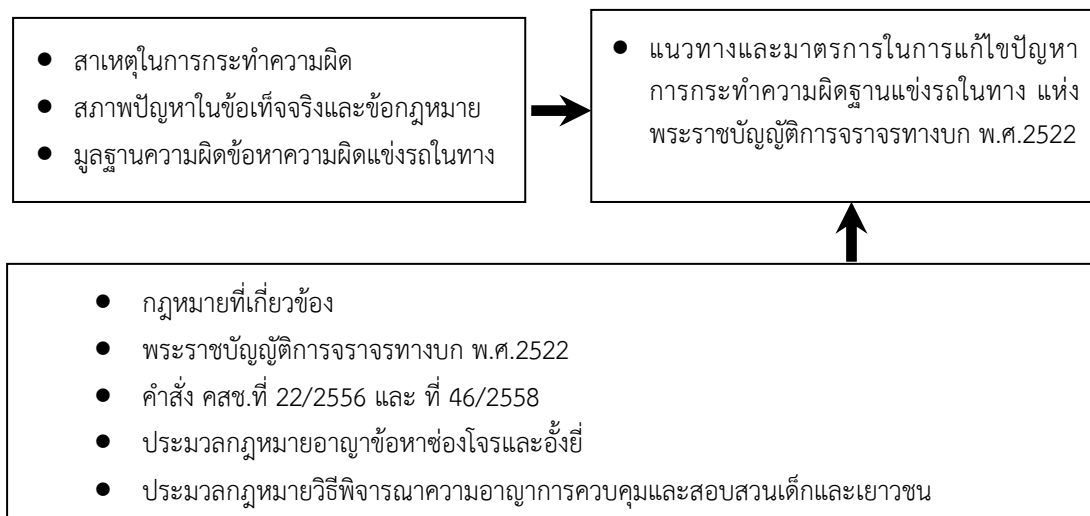 ● สาเหตุในการกระทำความผิด
● สภาพปัญหาในข้อเท็จจริงและข้อกฎหมาย
● มูลฐานความผิดข้อหาความผิดแข่งรถในทาง
● แนวทางและมาตรการในการแก้ไขปัญหา
การกระทำความผิดฐานแข่งรถในทาง แห่ง
พระราชบัญญัติการจราจรทางบก พ.ศ.2522
● กฎหมายที่เกี่ยวข้อง
● พระราชบัญญัติการจราจรทางบก พ.ศ.2522
● คำสั่ง คสช.ที่ 22/2556 และ ที่ 46/2558
● ประมวลกฎหมายอาญาข้อหาซ่องโจรและอั้งยี่
● ประมวลกฎหมายวิธีพิจารณาความอาญาการควบคุมและสอบสวนเด็กและเยาวชน